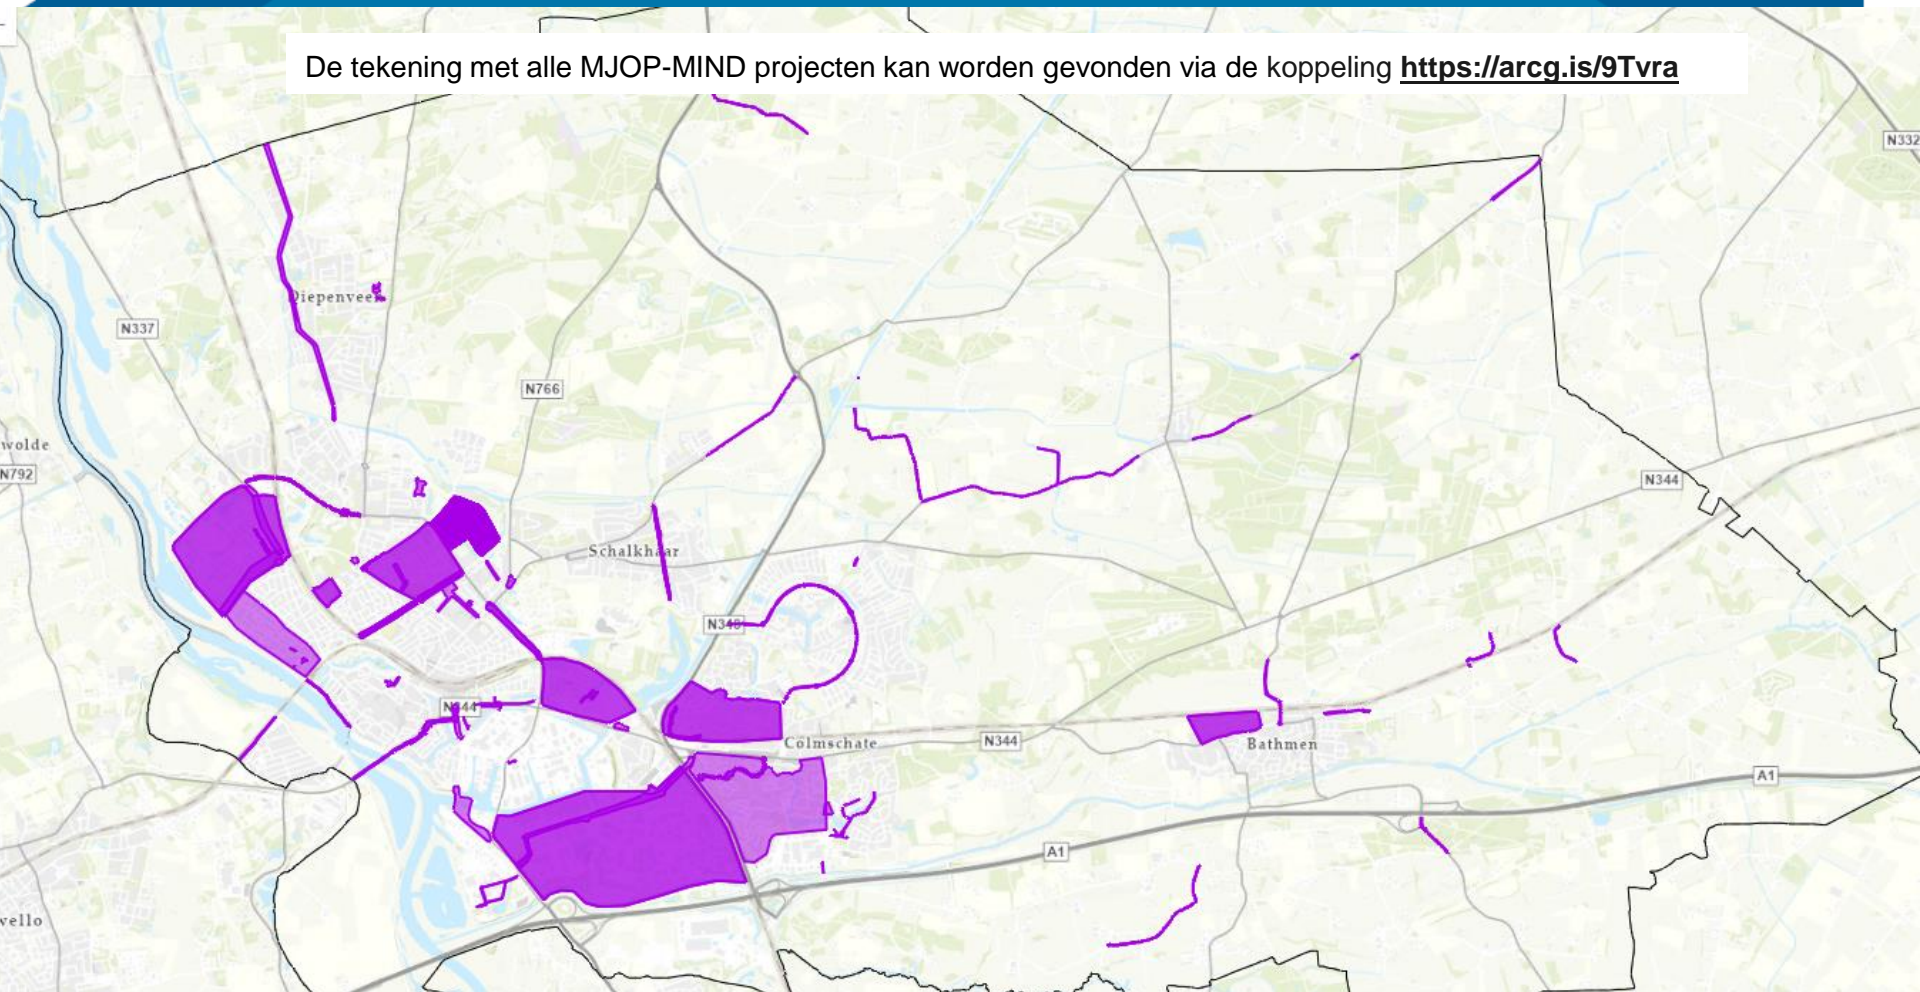 De tekening met alle MJOP-MIND projecten kan worden gevonden via de koppeling https://arcg.is/9Tvra
N332
Diepenveen
N337
N766
wolde
N792
N344
Schalkhaar
N348
N344
Colmschate
N344
Bathmen
A1
A1
vello